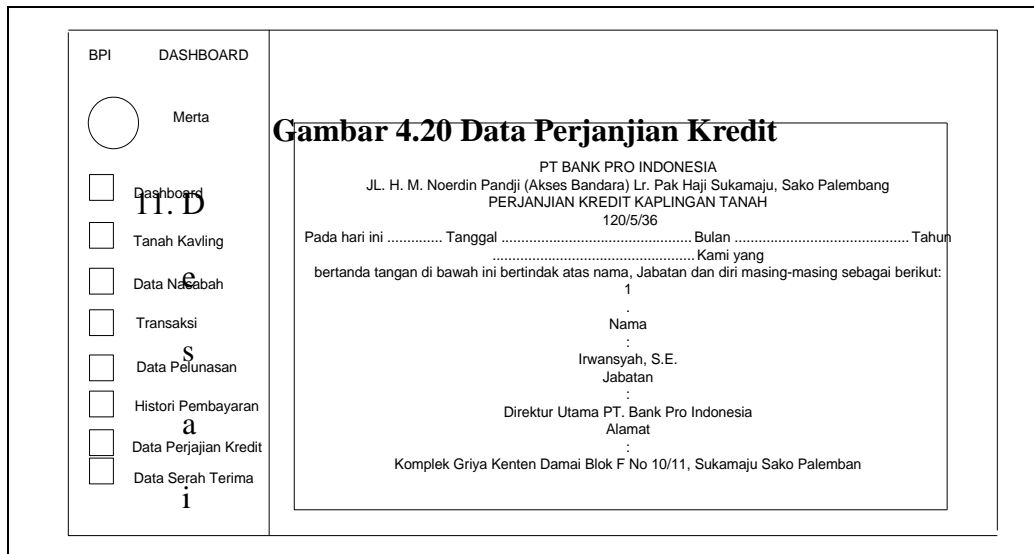 BPI DASHBOARD
Merta
Dashboard
Tanah Kavling
Data Nasabah
Transaksi
Data Pelunasan
Histori Pembayaran
Data Perjajian Kredit
Data Serah Terima
11. D
e
s
a
i
Gambar 4.20 Data Perjanjian Kredit
PT BANK PRO INDONESIA
JL. H. M. Noerdin Pandji (Akses Bandara) Lr. Pak Haji Sukamaju, Sako Palembang
PERJANJIAN KREDIT KAPLINGAN TANAH
120/5/36
Pada hari ini .............. Tanggal ................................................ Bulan ............................................ Tahun
................................................... Kami yang
bertanda tangan di bawah ini bertindak atas nama, Jabatan dan diri masing-masing sebagai berikut:
1
.
Nama
:
Irwansyah, S.E.
Jabatan
:
Direktur Utama PT. Bank Pro Indonesia
Alamat
:
Komplek Griya Kenten Damai Blok F No 10/11, Sukamaju Sako Palemban